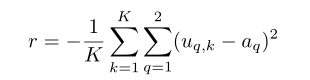 $r = -\frac{1}{K} \sum_{k=1}^{K} \sum_{q=1}^{2} (u_{q,k} - a_q)^2$